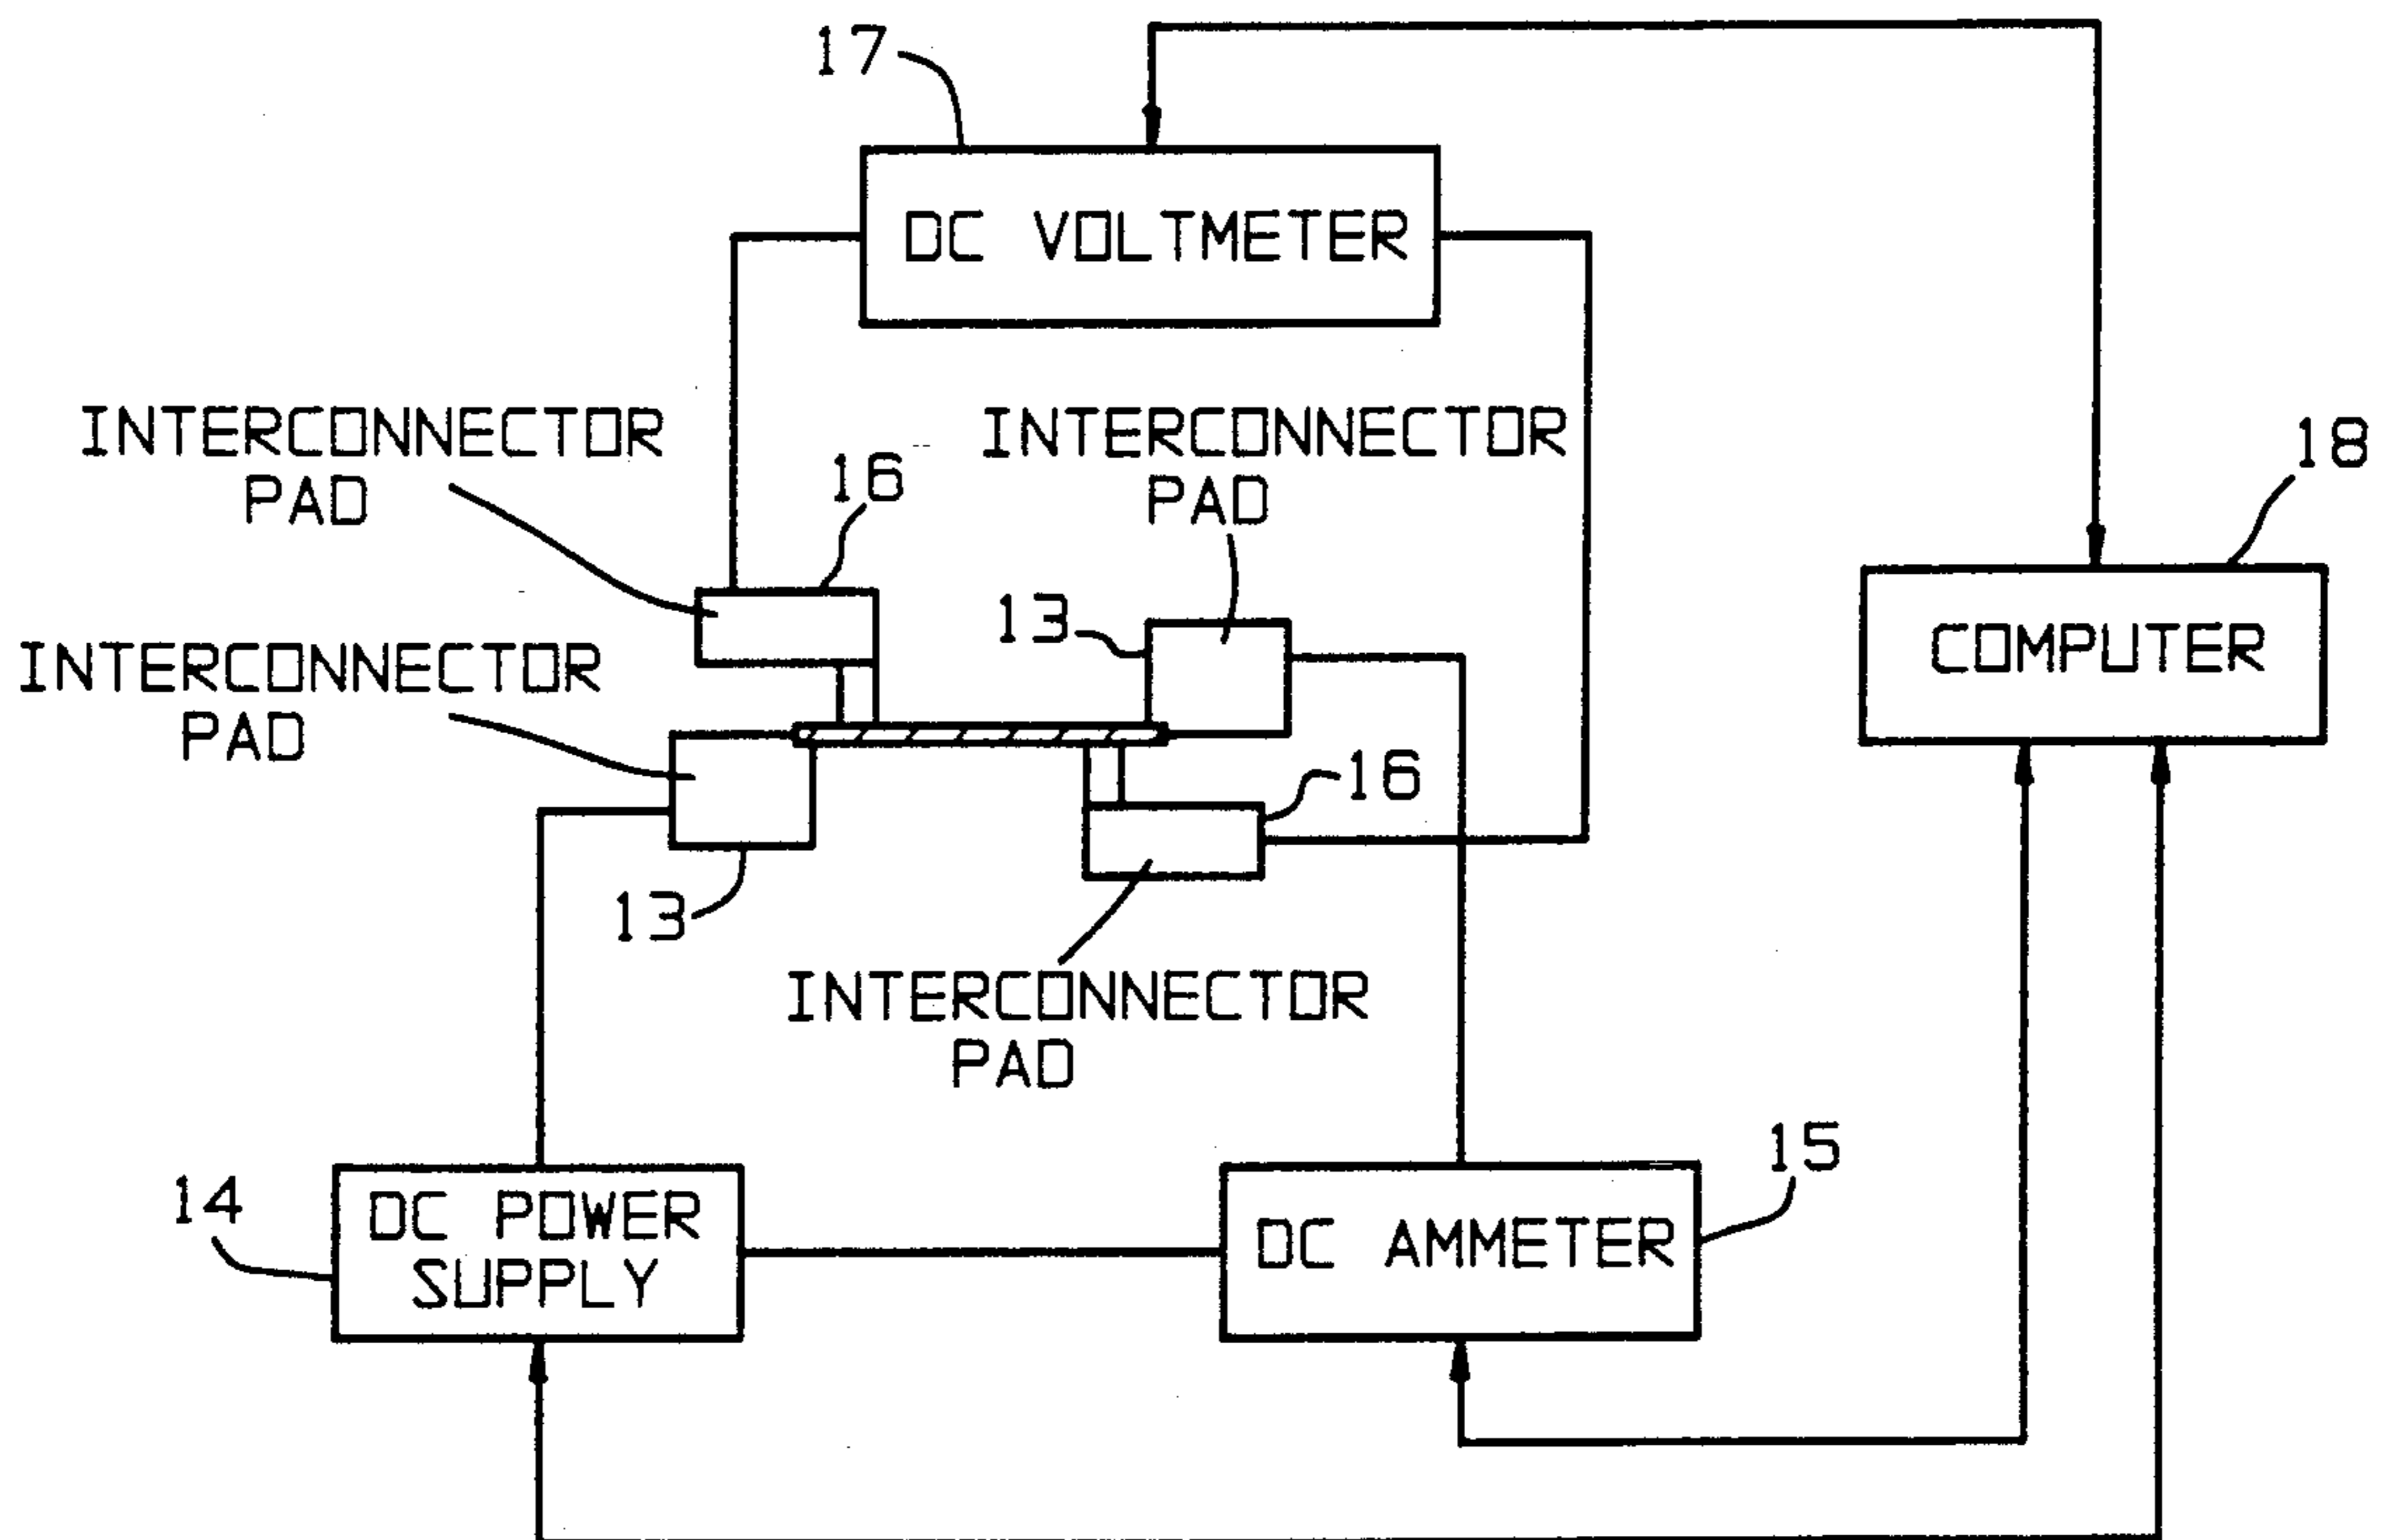 17
DC VOLTMETER
INTERCONNECTOR
PAD
16
INTERCONNECTOR
PAD
18
INTERCONNECTOR
PAD
13
COMPUTER
16
13
INTERCONNECTOR
PAD
14
DC POWER
SUPPLY
DC AMMETER
15